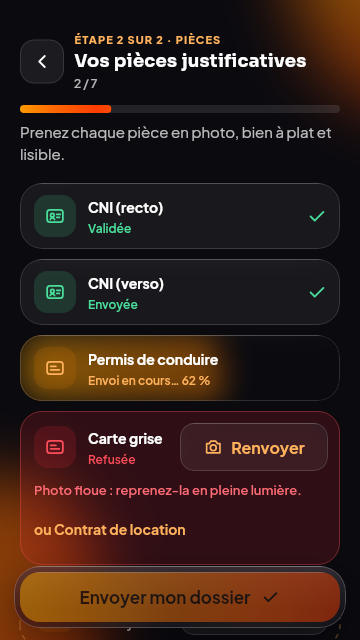 ÉTAPE 2 SUR 2 · PIÈCES
Vos pièces justificatives
2 / 7
Prenez chaque pièce en photo, bien à plat et
lisible.
CNI (recto)
Validée
CNI (verso)
Envoyée
Permis de conduire
Envoi en cours… 62 %
Carte grise
Refusée
Renvoyer
Photo floue : reprenez-la en pleine lumière.
ou Contrat de location
Envoyer mon dossier